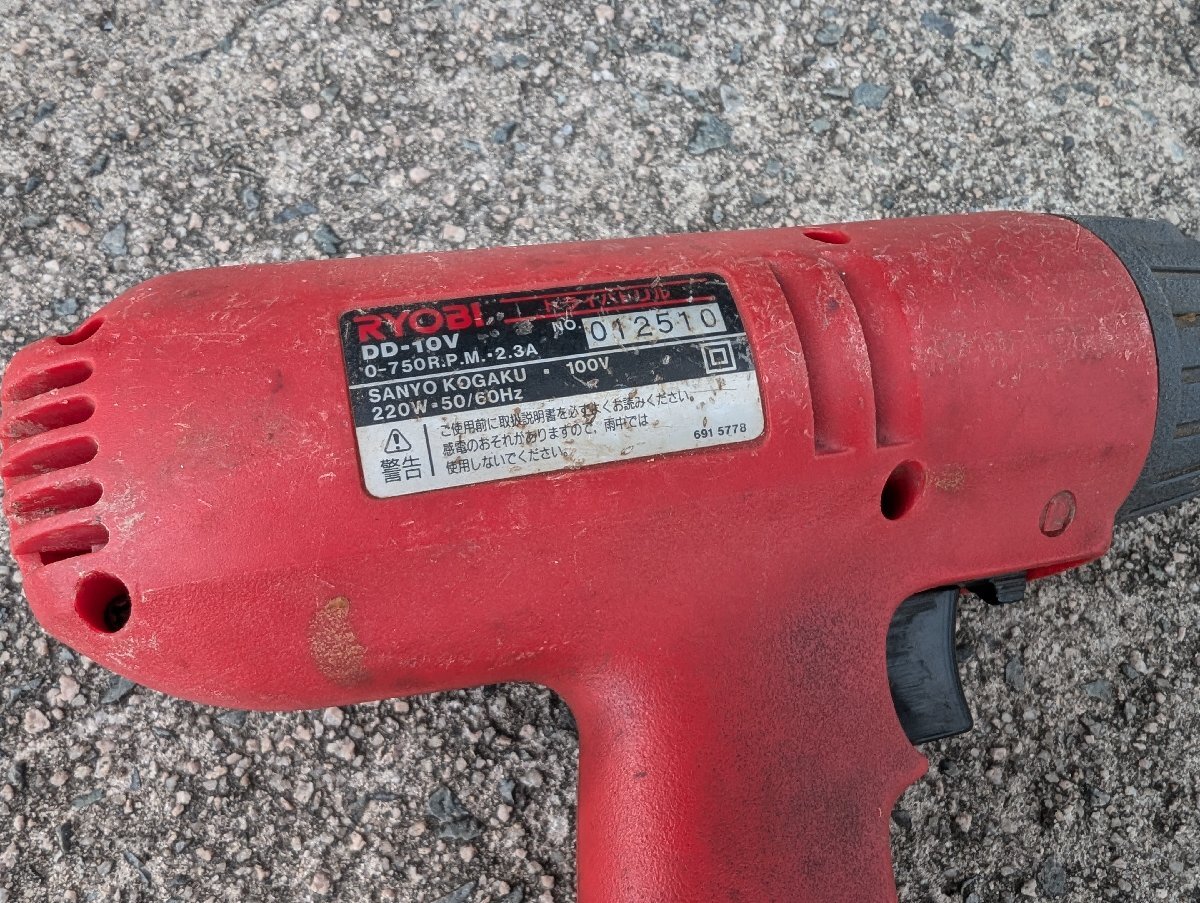 RYOBI ドライバドリル
DD-10V NO. 012510
0-750R.P.M.・2.3A
SANYO KOGAKU ・ 100V
220W・50/60Hz
ご使用前に取扱説明書を必ずよくお読みください。
感電のおそれがありますので、雨中では
警告 使用しないでください。
691 5778